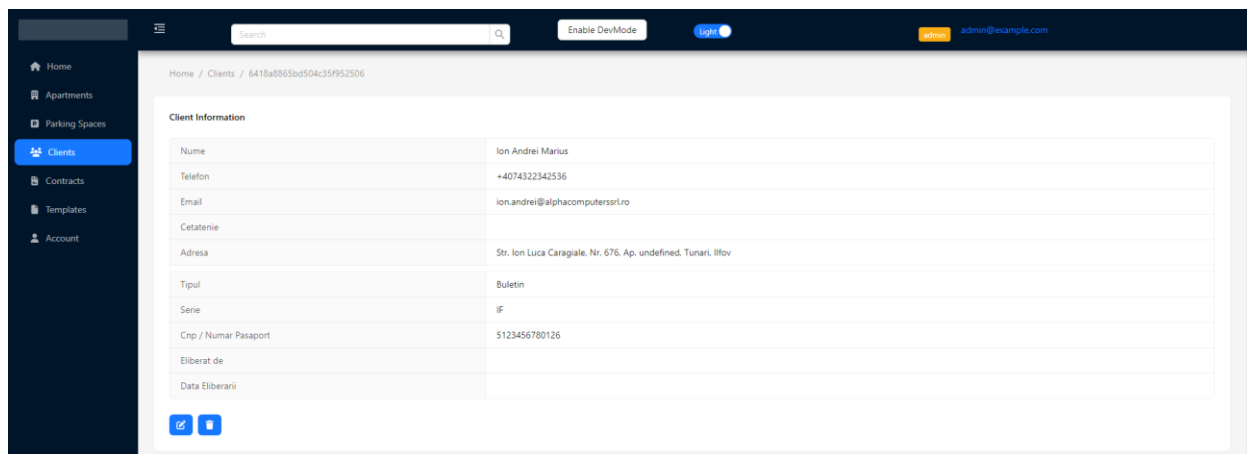 Search
Enable DevMode
Light
admin
admin@example.com
Home
Apartments
Parking Spaces
Clients
Contracts
Templates
Account
Home / Clients / 6418a8865bd504c35f952506
Client Information
Nume Ion Andrei Marius
Telefon +4074322342536
Email ion.andrei@alphacomputerssrl.ro
Cetatenie
Adresa Str. Ion Luca Caragiale, Nr. 676, Ap. undefined, Tunari, Ilfov
Tipul Buletin
Serie IF
Cnp / Numar Pasaport 5123456780126
Eliberat de
Data Eliberarii